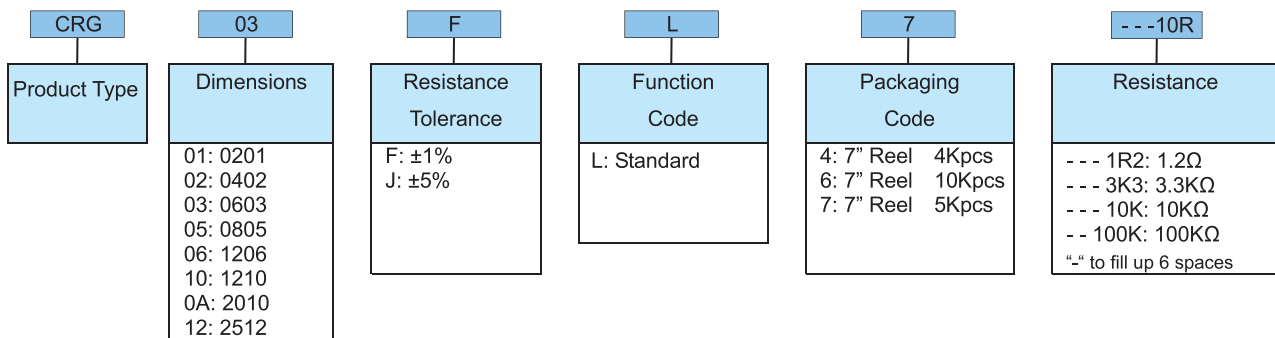 CRG 03 F L 7 - - -10R
Product Type
Dimensions
01: 0201
02: 0402
03: 0603
05: 0805
06: 1206
10: 1210
0A: 2010
12: 2512
Resistance
Tolerance
F: ±1%
J: ±5%
Function
Code
L: Standard
Packaging
Code
4: 7” Reel 4Kpcs
6: 7” Reel 10Kpcs
7: 7” Reel 5Kpcs
Resistance
- - - 1R2: 1.2Ω
- - - 3K3: 3.3KΩ
- - - 10K: 10KΩ
- - 100K: 100KΩ
“-“ to fill up 6 spaces